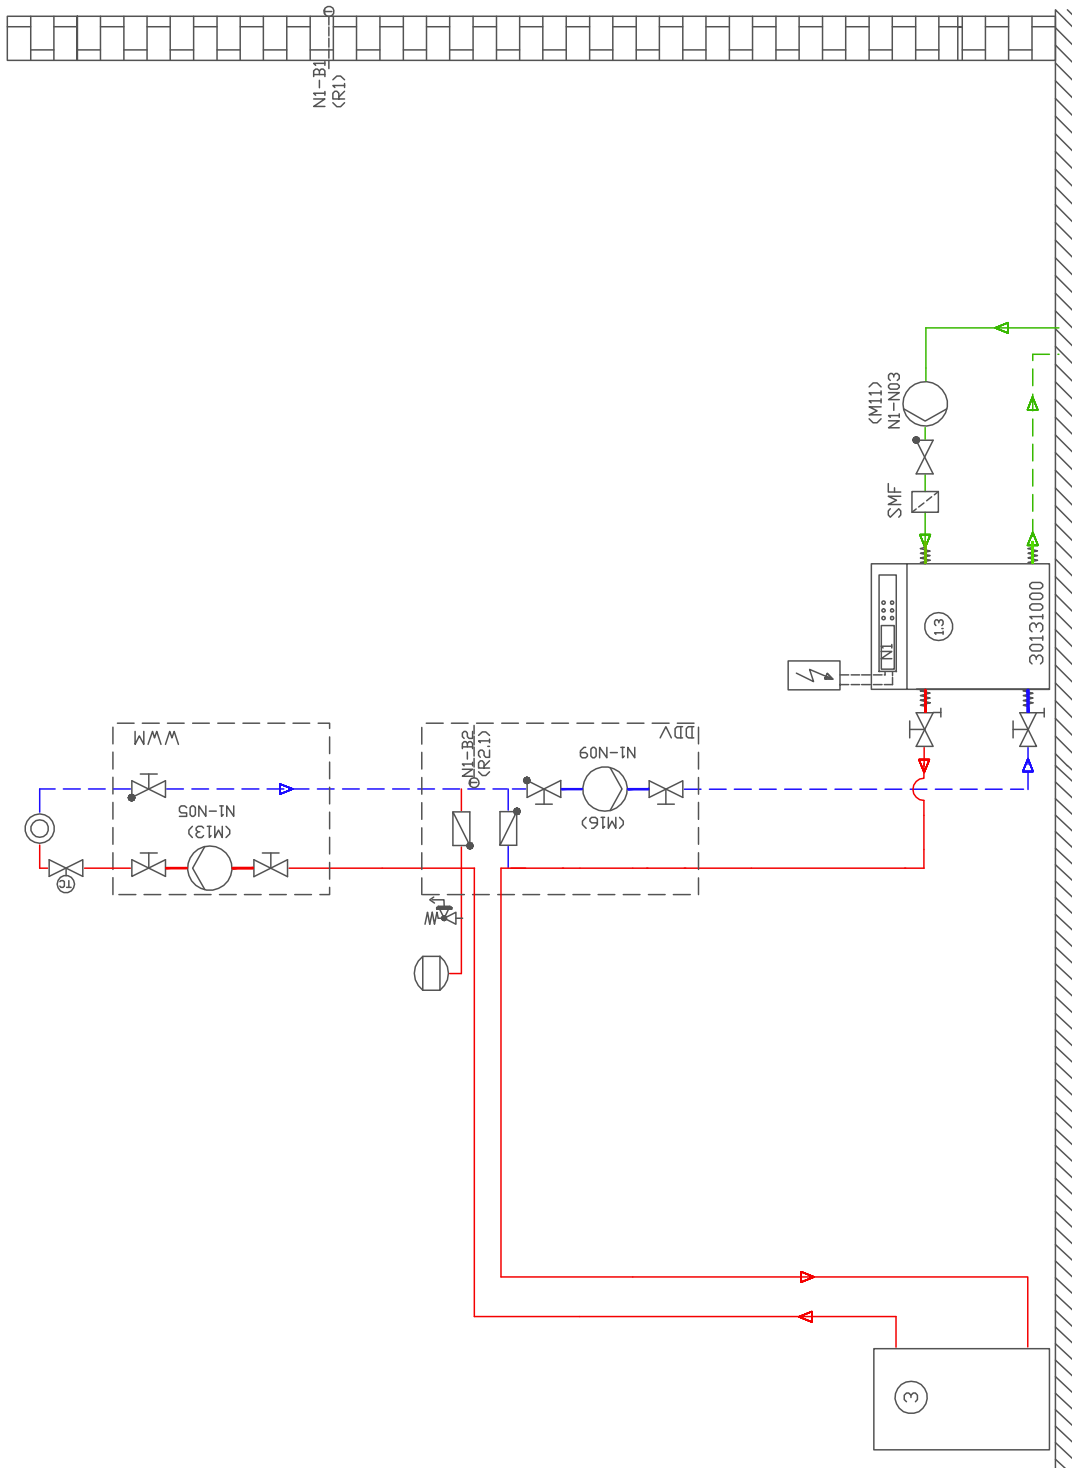 N1-B1
(R1)
(M11)
N1-N03
SMF
N1
1.3
30131000
WWM
N1-N05
(M13)
TC
N1-B2
(R2.1)
DDV
N1-N09
(M16)
3